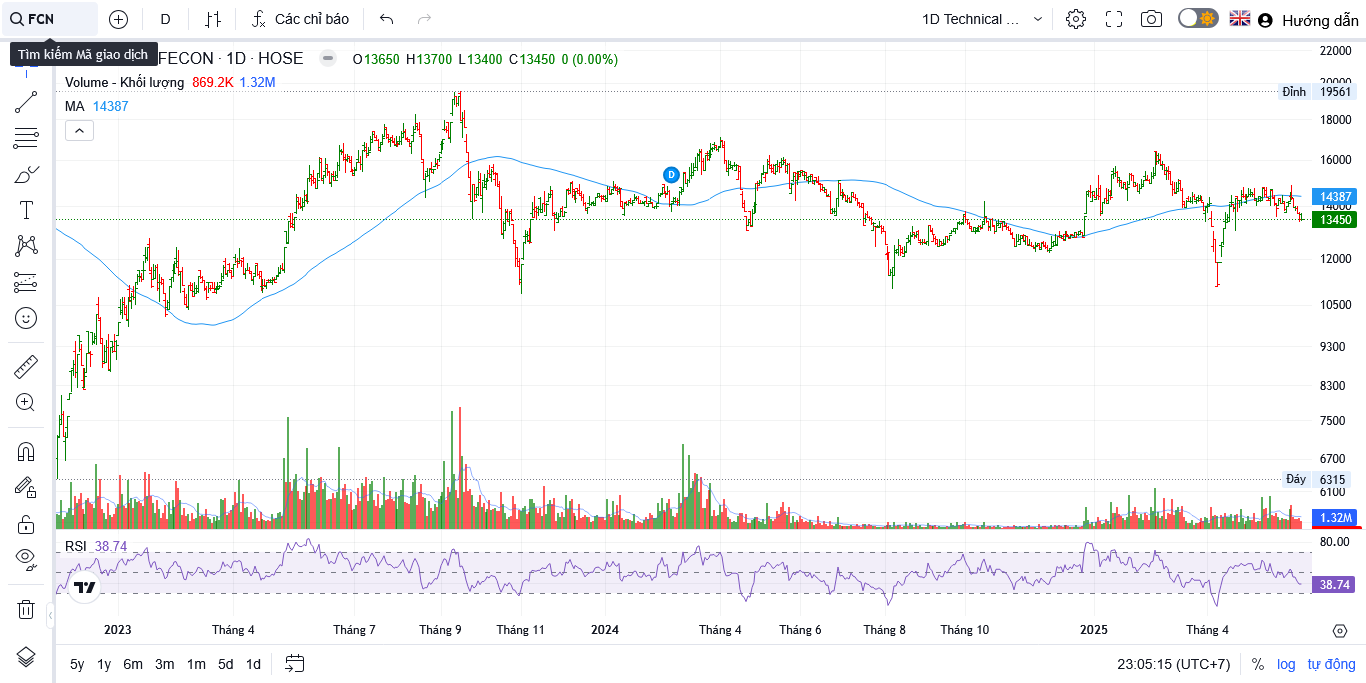 FCN
D
Các chỉ báo
1D Technical ...
Hướng dẫn
Tìm kiếm Mã giao dịch
FECON · 1D · HOSE
O13650 H13700 L13400 C13450 0 (0.00%)
Volume - Khối lượng 869.2K 1.32M
MA 14387
D
22000
20000
Đỉnh 19561
18000
16000
14387
14000
13450
12000
10500
9300
8300
7500
6700
Đáy 6315
6100
1.32M
RSI 38.74
80.00
38.74
2023 Tháng 4 Tháng 7 Tháng 9 Tháng 11 2024 Tháng 4 Tháng 6 Tháng 8 Tháng 10 2025 Tháng 4
5y 1y 6m 3m 1m 5d 1d
23:05:15 (UTC+7) % log tự động